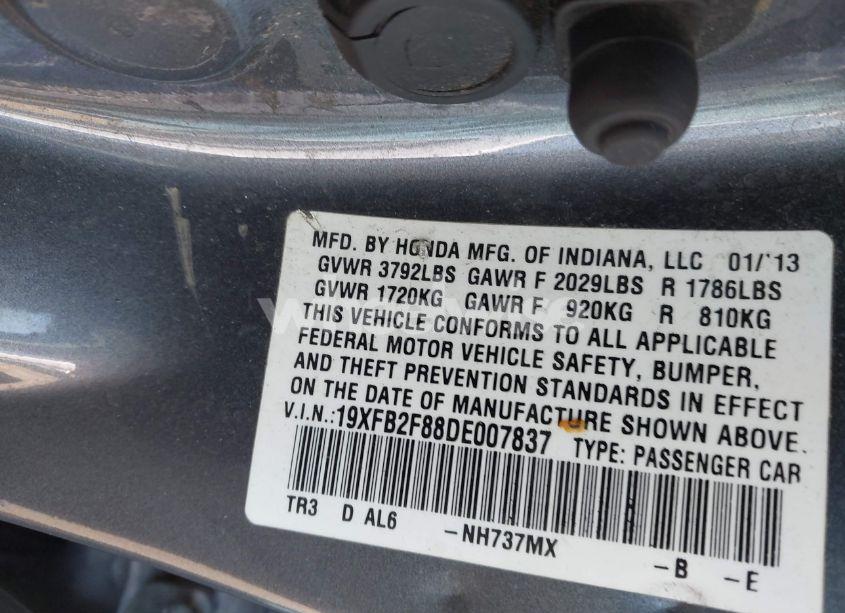 MFD. BY HONDA MFG. OF INDIANA, LLC 01/'13
GVWR 3792LBS GAWR F 2029LBS R 1786LBS
GVWR 1720KG GAWR F 920KG R 810KG
THIS VEHICLE CONFORMS TO ALL APPLICABLE
FEDERAL MOTOR VEHICLE SAFETY, BUMPER,
AND THEFT PREVENTION STANDARDS IN EFFECT
ON THE DATE OF MANUFACTURE SHOWN ABOVE.
V.I.N.:19XFB2F88DE007837 TYPE: PASSENGER CAR
TR3 D AL6 -NH737MX -B -E